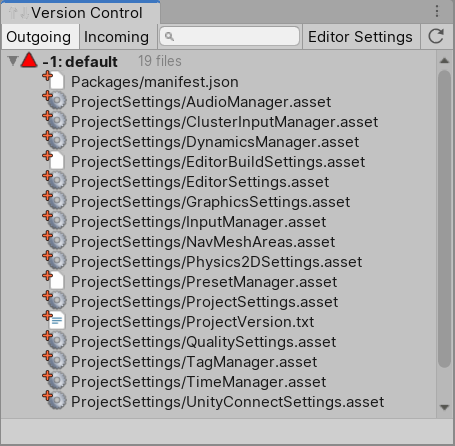 Version Control
Outgoing Incoming Editor Settings
-1: default 19 files
Packages/manifest.json
ProjectSettings/AudioManager.asset
ProjectSettings/ClusterInputManager.asset
ProjectSettings/DynamicsManager.asset
ProjectSettings/EditorBuildSettings.asset
ProjectSettings/EditorSettings.asset
ProjectSettings/GraphicsSettings.asset
ProjectSettings/InputManager.asset
ProjectSettings/NavMeshAreas.asset
ProjectSettings/Physics2DSettings.asset
ProjectSettings/PresetManager.asset
ProjectSettings/ProjectSettings.asset
ProjectSettings/ProjectVersion.txt
ProjectSettings/QualitySettings.asset
ProjectSettings/TagManager.asset
ProjectSettings/TimeManager.asset
ProjectSettings/UnityConnectSettings.asset